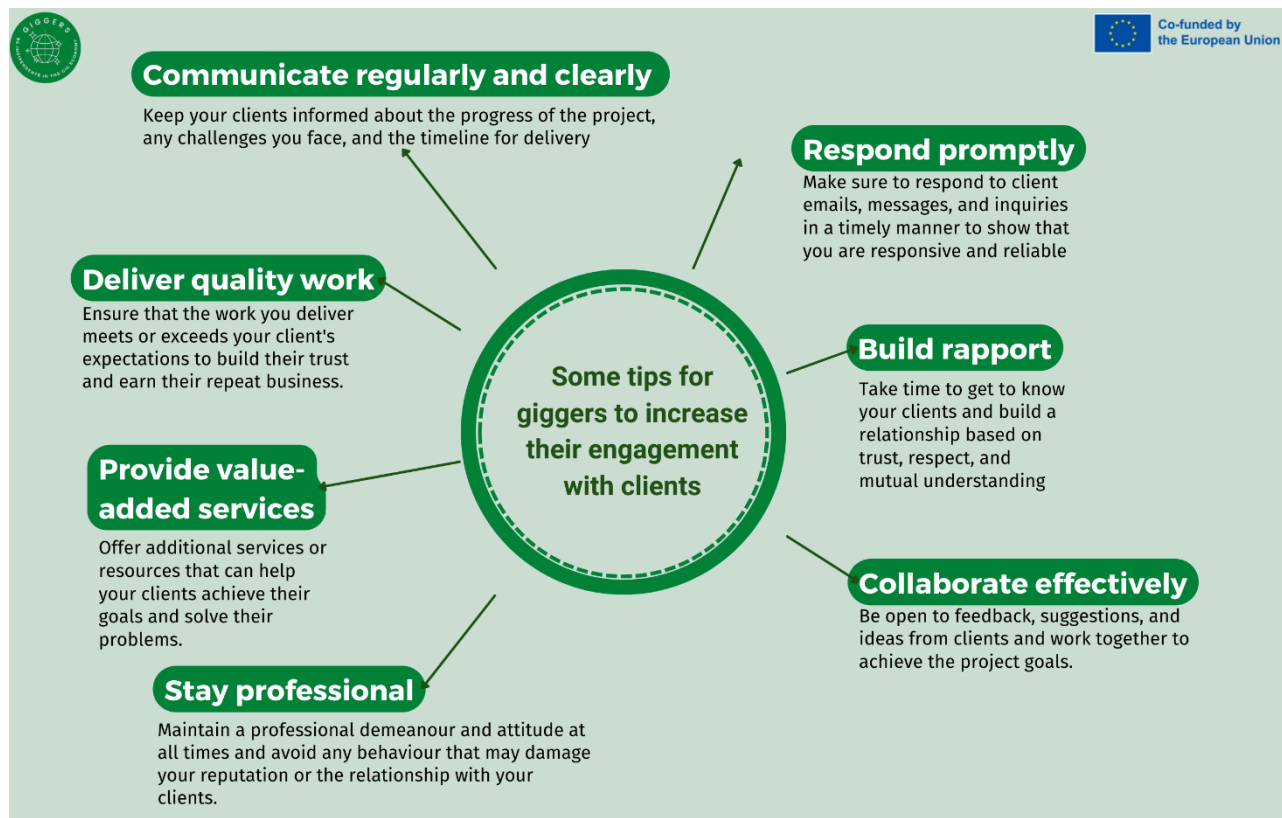 GIGGERS
BE INDEPENDENTE IN THE GIG ECONOMY
Co-funded by
the European Union
Communicate regularly and clearly
Keep your clients informed about the progress of the project,
any challenges you face, and the timeline for delivery
Respond promptly
Make sure to respond to client
emails, messages, and inquiries
in a timely manner to show that
you are responsive and reliable
Deliver quality work
Ensure that the work you deliver
meets or exceeds your client's
expectations to build their trust
and earn their repeat business.
Some tips for
giggers to increase
their engagement
with clients
Build rapport
Take time to get to know
your clients and build a
relationship based on
trust, respect, and
mutual understanding
Provide value-
added services
Offer additional services or
resources that can help
your clients achieve their
goals and solve their
problems.
Collaborate effectively
Be open to feedback, suggestions, and
ideas from clients and work together to
achieve the project goals.
Stay professional
Maintain a professional demeanour and attitude at
all times and avoid any behaviour that may damage
your reputation or the relationship with your
clients.